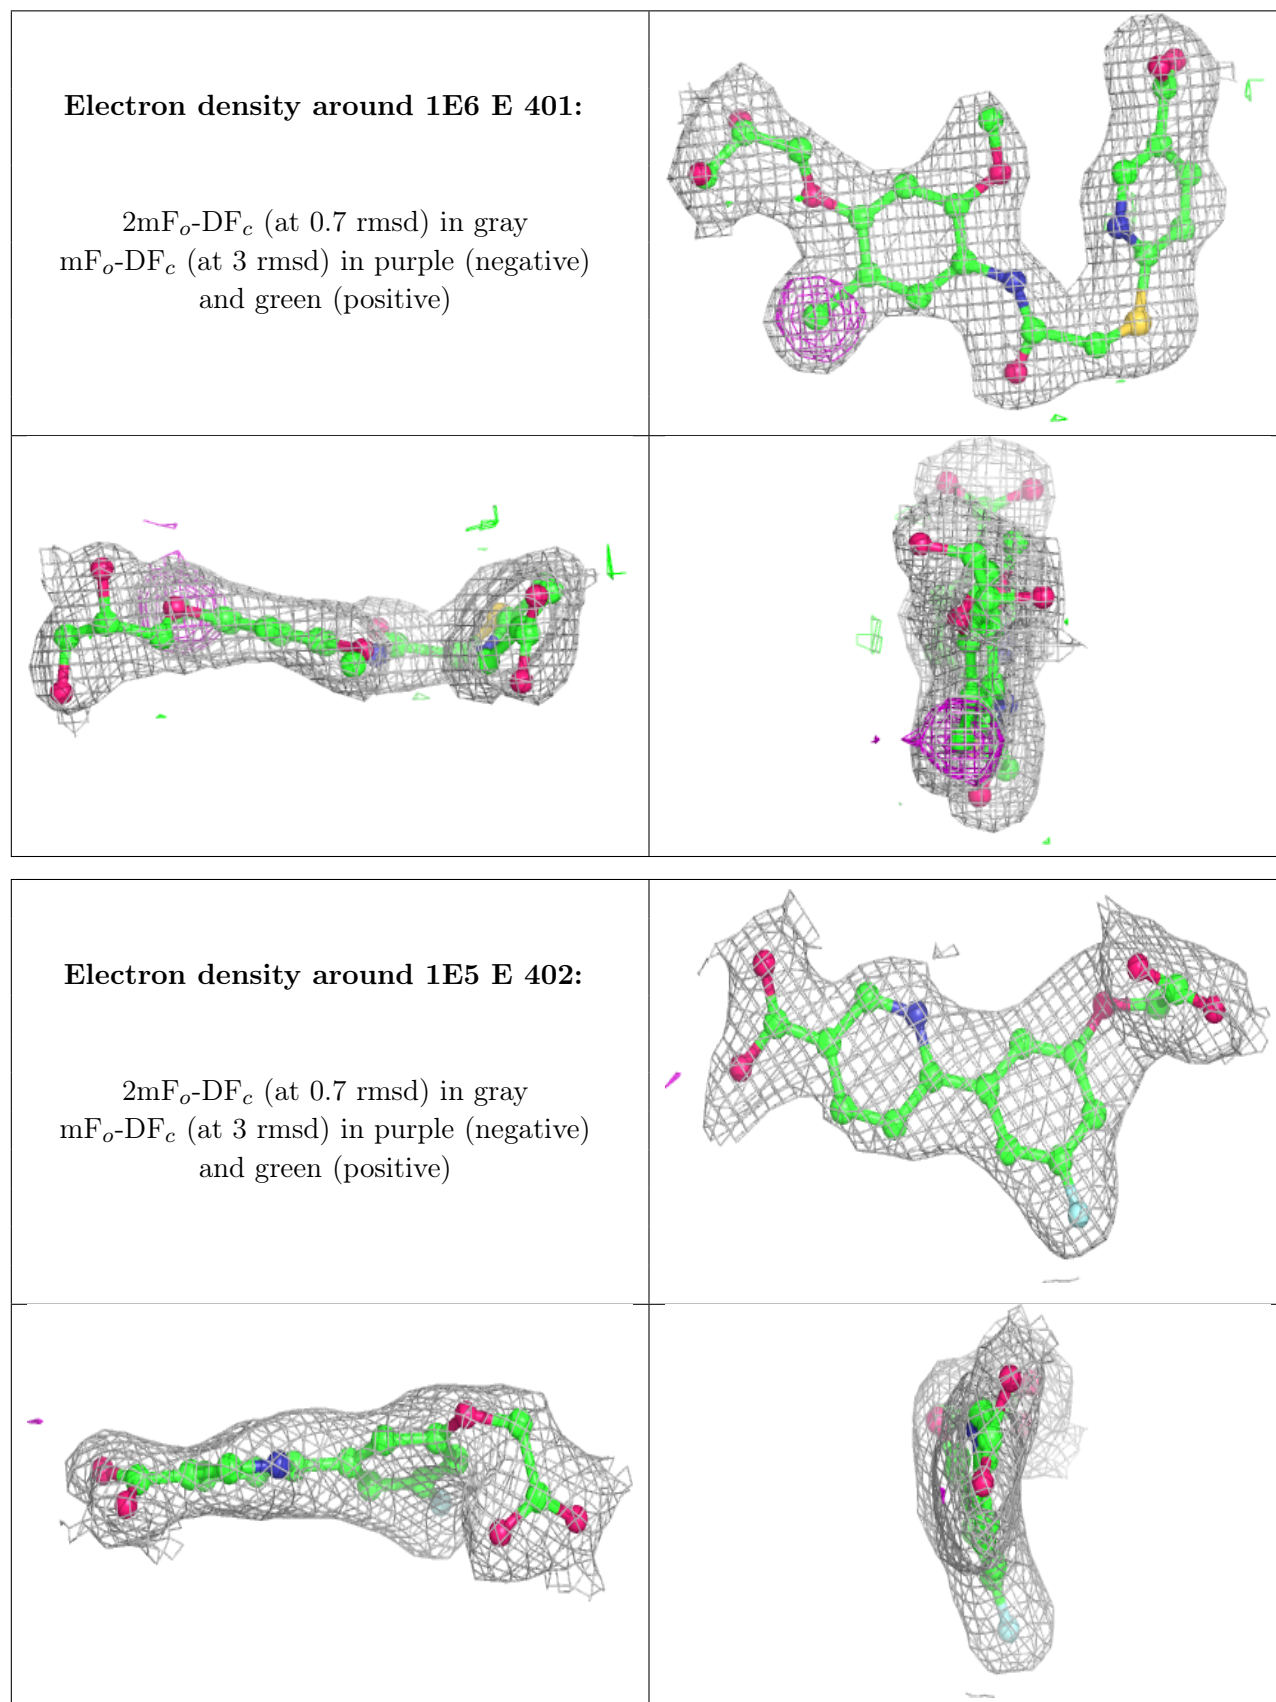 Electron density around 1E6 E 401:
2mFo-DFc (at 0.7 rmsd) in gray
mFo-DFc (at 3 rmsd) in purple (negative)
and green (positive)
Electron density around 1E5 E 402:
2mFo-DFc (at 0.7 rmsd) in gray
mFo-DFc (at 3 rmsd) in purple (negative)
and green (positive)